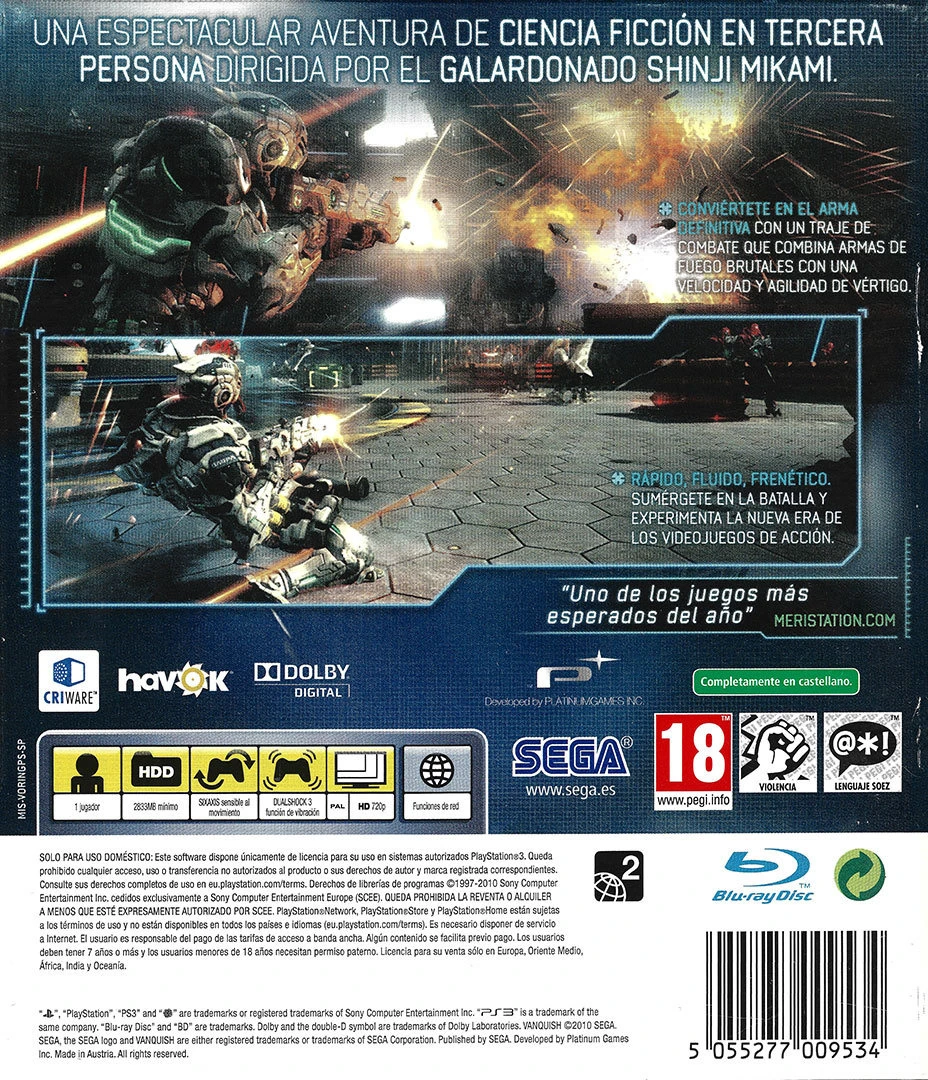 UNA ESPECTACULAR AVENTURA DE CIENCIA FICCIÓN EN TERCERA
PERSONA DIRIGIDA POR EL GALARDONADO SHINJI MIKAMI.
CONVIÉRTETE EN EL ARMA
DEFINITIVA CON UN TRAJE DE
COMBATE QUE COMBINA ARMAS DE
FUEGO BRUTALES CON UNA
VELOCIDAD Y AGILIDAD DE VÉRTIGO.
RÁPIDO, FLUIDO, FRENÉTICO.
SUMÉRGETE EN LA BATALLA Y
EXPERIMENTA LA NUEVA ERA DE
LOS VIDEOJUEGOS DE ACCIÓN.
"Uno de los juegos más
esperados del año" MERISTATION.COM
CRIWARE™
havok
DOLBY
DIGITAL
Developed by PLATINUMGAMES INC.
Completamente en castellano.
MIS-VQRINGPS-SP
HDD
1 jugador
2833MB mínimo
SIXAXIS sensible al
movimiento
DUALSHOCK 3
función de vibración
PAL
HD 720p
Funciones de red
SEGA®
www.sega.es
18
www.pegi.info
VIOLENCIA
@*!
LENGUAJE SOEZ
SOLO PARA USO DOMÉSTICO: Este software dispone únicamente de licencia para su uso en sistemas autorizados PlayStation®3. Queda
prohibido cualquier acceso, uso o transferencia no autorizados al producto o sus derechos de autor y marca registrada correspondientes.
Consulte sus derechos completos de uso en eu.playstation.com/terms. Derechos de librerías de programas ©1997-2010 Sony Computer
Entertainment Inc. cedidos exclusivamente a Sony Computer Entertainment Europe (SCEE). QUEDA PROHIBIDA LA REVENTA O ALQUILER
A MENOS QUE ESTÉ EXPRESAMENTE AUTORIZADO POR SCEE. PlayStation®Network, PlayStation®Store y PlayStation®Home están sujetas
a los términos de uso y no están disponibles en todos los países e idiomas (eu.playstation.com/terms). Es necesario disponer de servicio
a Internet. El usuario es responsable del pago de las tarifas de acceso a banda ancha. Algún contenido se facilita previo pago. Los usuarios
deben tener 7 años o más y los usuarios menores de 18 años necesitan permiso paterno. Licencia para su venta sólo en Europa, Oriente Medio,
África, India y Oceanía.
2
Blu-ray Disc
" ", "PlayStation", "PS3" and " " are trademarks or registered trademarks of Sony Computer Entertainment Inc. "PS3" is a trademark of the
same company. "Blu-ray Disc" and "BD" are trademarks. Dolby and the double-D symbol are trademarks of Dolby Laboratories. VANQUISH ©2010 SEGA.
SEGA, the SEGA logo and VANQUISH are either registered trademarks or trademarks of SEGA Corporation. Published by SEGA. Developed by Platinum Games
Inc. Made in Austria. All rights reserved.
5 055277 009534